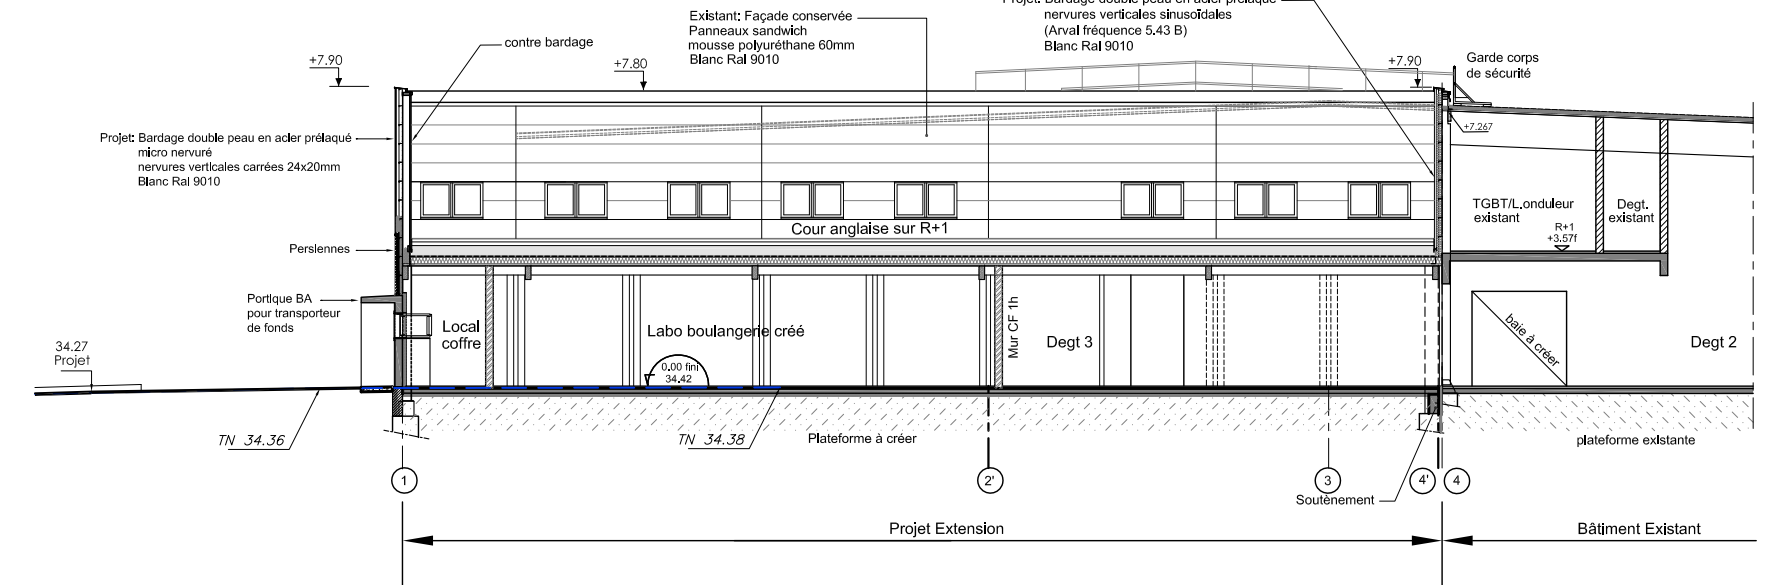 Projet: Bardage double peau en acier prélaqué
nervures verticales sinusoïdales
(Arval fréquence 5.43 B)
Blanc Ral 9010
Existant: Façade conservée
Panneaux sandwich
mousse polyuréthane 60mm
Blanc Ral 9010
contre bardage
+7.90
+7.80
+7.90
Garde corps
de sécurité
+7.267
Projet: Bardage double peau en acier prélaqué
micro nervuré
nervures verticales carrées 24x20mm
Blanc Ral 9010
TGBT/L.onduleur
existant
Degt.
existant
R+1
+3.57f
Cour anglaise sur R+1
Persiennes
Portique BA
pour transporteur
de fonds
Local
coffre
Labo boulangerie créé
Mur CF 1h
Degt 3
baie à créer
Degt 2
34.27
Projet
0.00 fini
34.42
TN 34.36
TN 34.38
Plateforme à créer
plateforme existante
1
2'
3
4'
4
Soutènement
Projet Extension
Bâtiment Existant